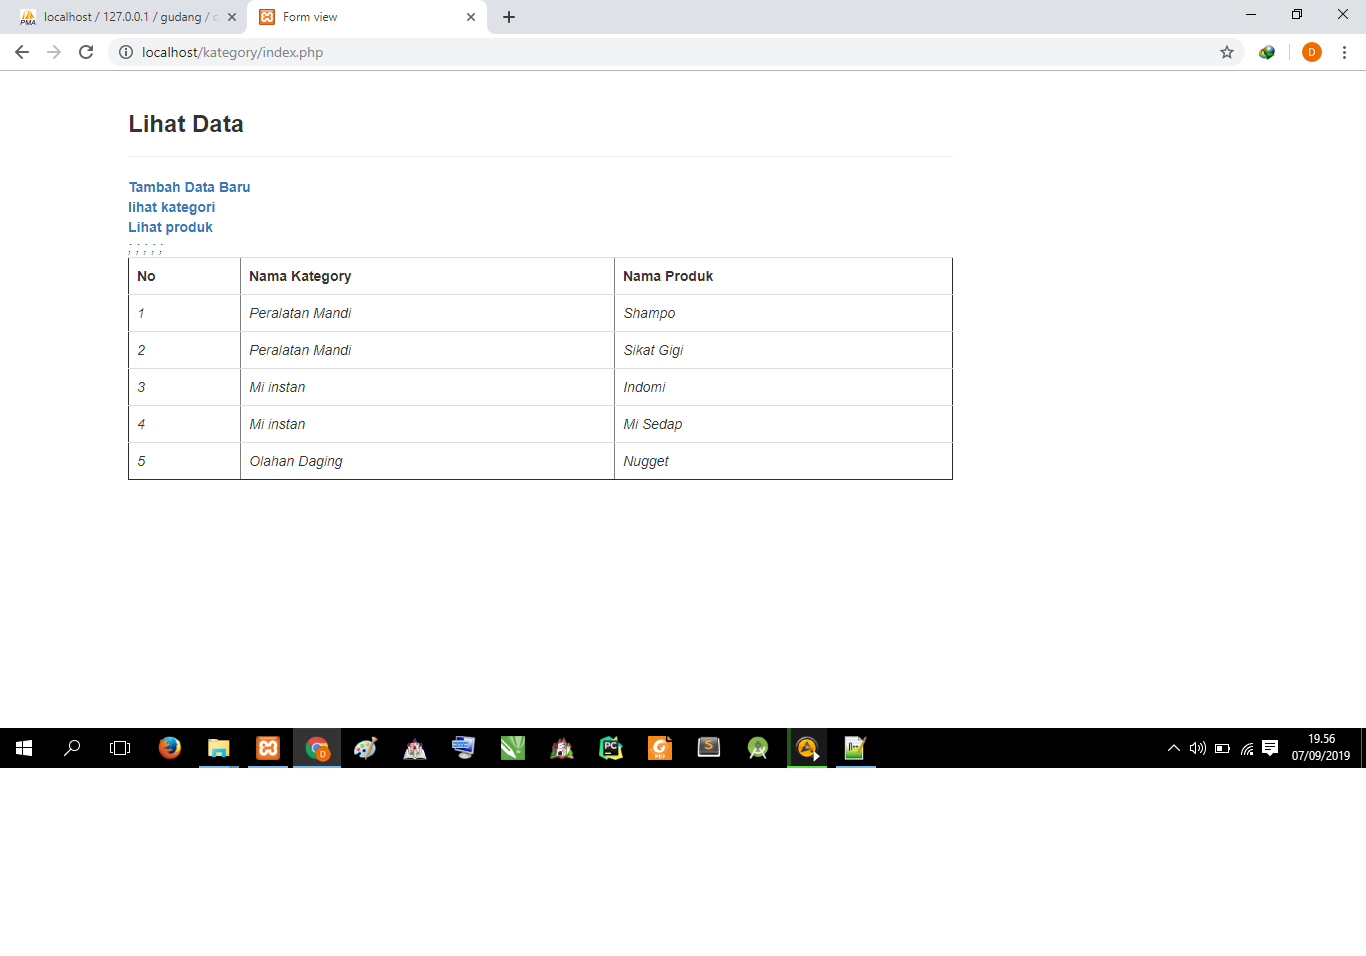 localhost / 127.0.0.1 / gudang /
Form view
localhost/kategory/index.php
D
Lihat Data
Tambah Data Baru
lihat kategori
Lihat produk
; ; ; ; ;
No Nama Kategory Nama Produk
1 Peralatan Mandi Shampo
2 Peralatan Mandi Sikat Gigi
3 Mi instan Indomi
4 Mi instan Mi Sedap
5 Olahan Daging Nugget
19.56
07/09/2019